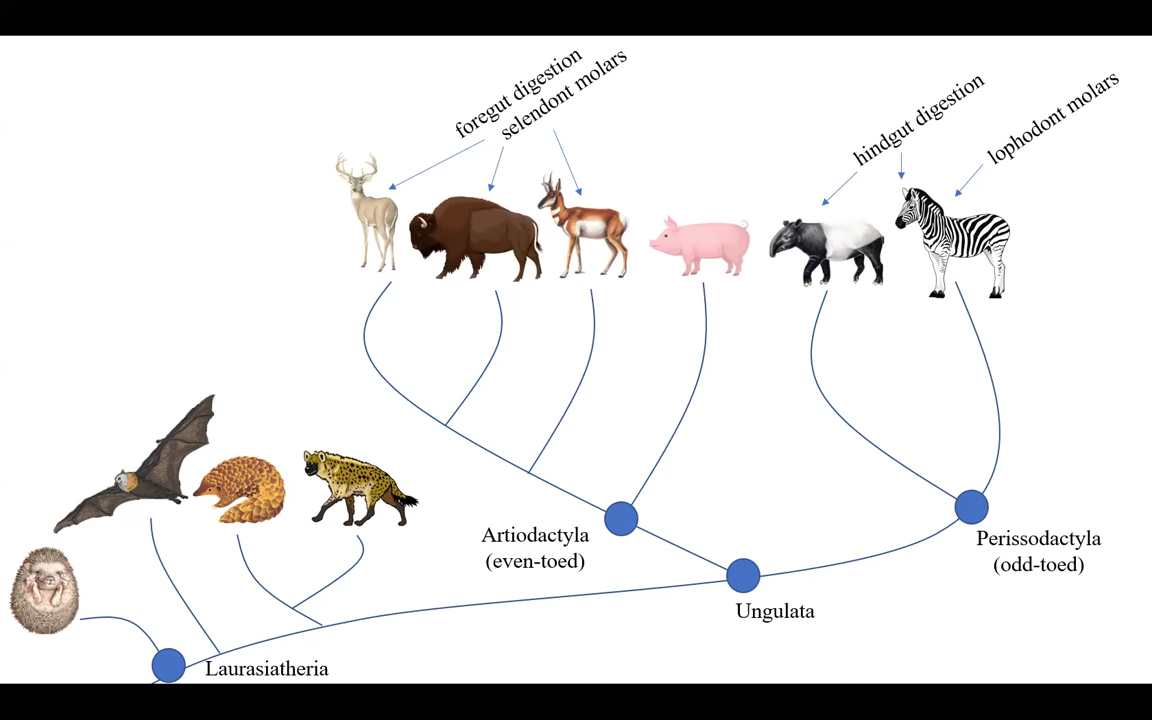 foregut digestion
selendont molars
hindgut digestion
lophodont molars
Artiodactyla
(even-toed)
Perissodactyla
(odd-toed)
Ungulata
Laurasiatheria